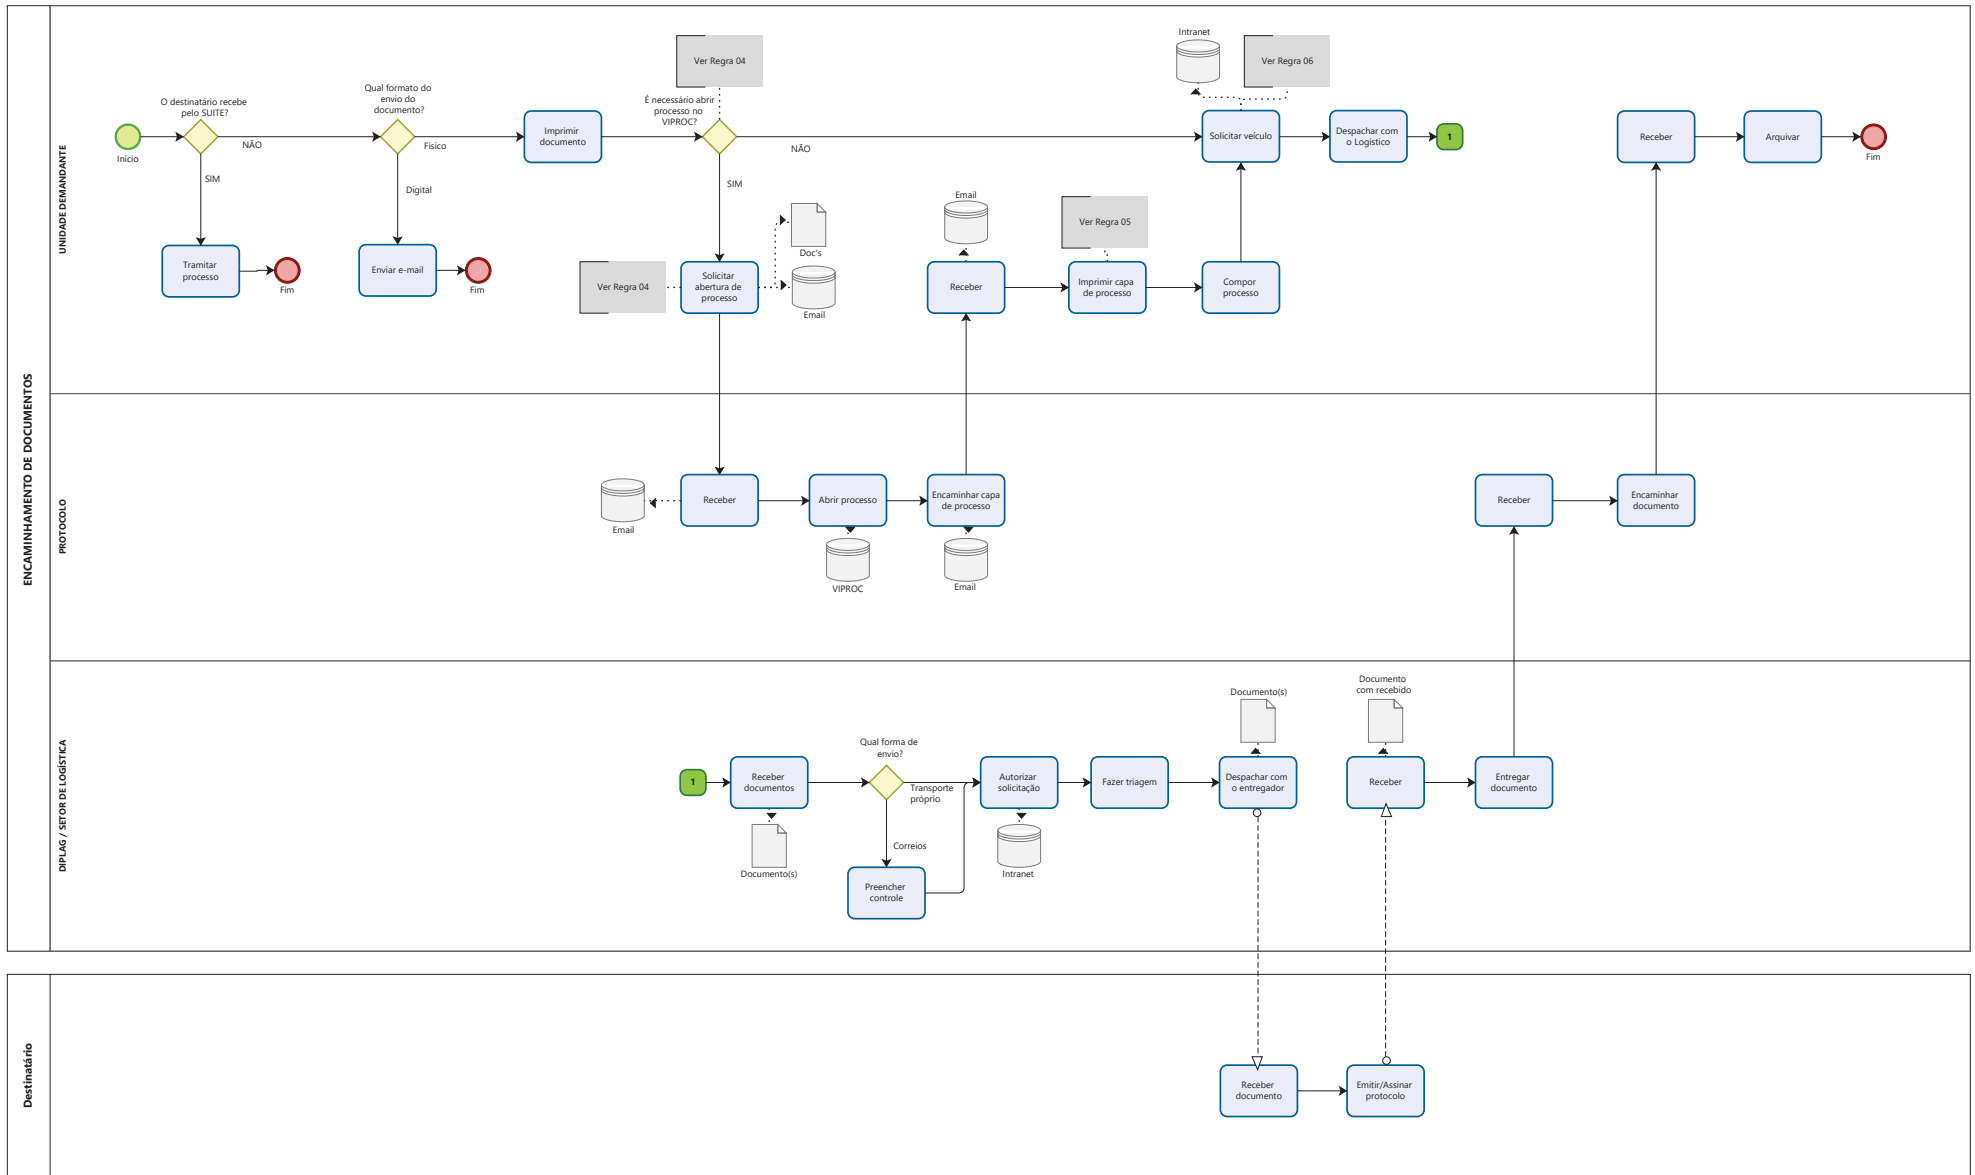 ENCAMINHAMENTO DE DOCUMENTOS
UNIDADE DEMANDANTE
Início
O destinatário recebe
pelo SUITE?
NÃO
SIM
Tramitar
processo
Fim
Qual formato do
envio do
documento?
Físico
Digital
Enviar e-mail
Fim
Imprimir
documento
Ver Regra 04
É necessário abrir
processo no
VIPROC?
NÃO
SIM
Ver Regra 04
Solicitar
abertura de
processo
Doc's
Email
Email
Receber
Ver Regra 05
Imprimir capa
de processo
Compor
processo
Intranet
Ver Regra 06
Solicitar veículo
Despachar com
o Logístico
1
Receber
Arquivar
Fim
PROTOCOLO
Email
Receber
Abrir processo
VIPROC
Encaminhar capa
de processo
Email
Receber
Encaminhar
documento
DIPLAG / SETOR DE LOGÍSTICA
1
Receber
documentos
Documento(s)
Qual forma de
envio?
Transporte
próprio
Correios
Preencher
controle
Autorizar
solicitação
Intranet
Fazer triagem
Documento(s)
Despachar com
o entregador
Documento
com recebido
Receber
Entregar
documento
Destinatário
Receber
documento
Emitir/Assinar
protocolo